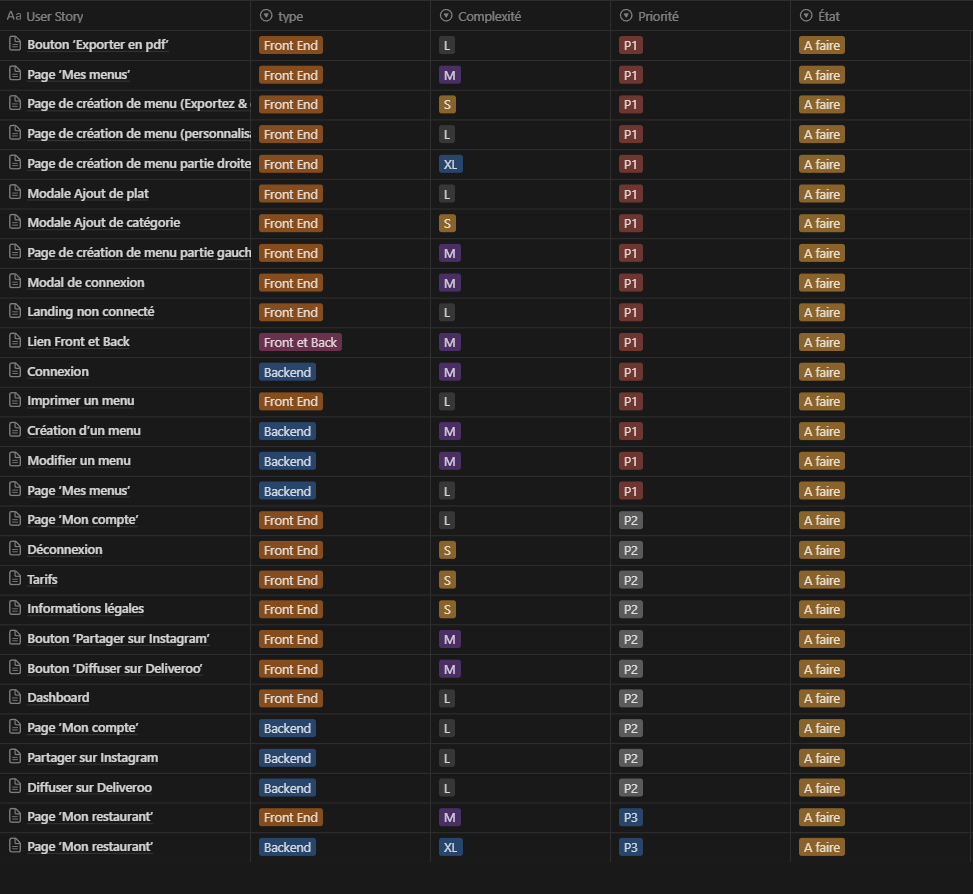 Aa User Story type Complexité Priorité État
Bouton ‘Exporter en pdf’ Front End L P1 A faire
Page ‘Mes menus’ Front End M P1 A faire
Page de création de menu (Exportez & Front End S P1 A faire
Page de création de menu (personnalisa Front End L P1 A faire
Page de création de menu partie droite Front End XL P1 A faire
Modale Ajout de plat Front End L P1 A faire
Modale Ajout de catégorie Front End S P1 A faire
Page de création de menu partie gauch Front End M P1 A faire
Modal de connexion Front End M P1 A faire
Landing non connecté Front End L P1 A faire
Lien Front et Back Front et Back M P1 A faire
Connexion Backend M P1 A faire
Imprimer un menu Front End L P1 A faire
Création d’un menu Backend M P1 A faire
Modifier un menu Backend M P1 A faire
Page ‘Mes menus’ Backend L P1 A faire
Page ‘Mon compte’ Front End L P2 A faire
Déconnexion Front End S P2 A faire
Tarifs Front End S P2 A faire
Informations légales Front End S P2 A faire
Bouton ‘Partager sur Instagram’ Front End M P2 A faire
Bouton ‘Diffuser sur Deliveroo’ Front End M P2 A faire
Dashboard Front End L P2 A faire
Page ‘Mon compte’ Backend L P2 A faire
Partager sur Instagram Backend L P2 A faire
Diffuser sur Deliveroo Backend L P2 A faire
Page ‘Mon restaurant’ Front End M P3 A faire
Page ‘Mon restaurant’ Backend XL P3 A faire